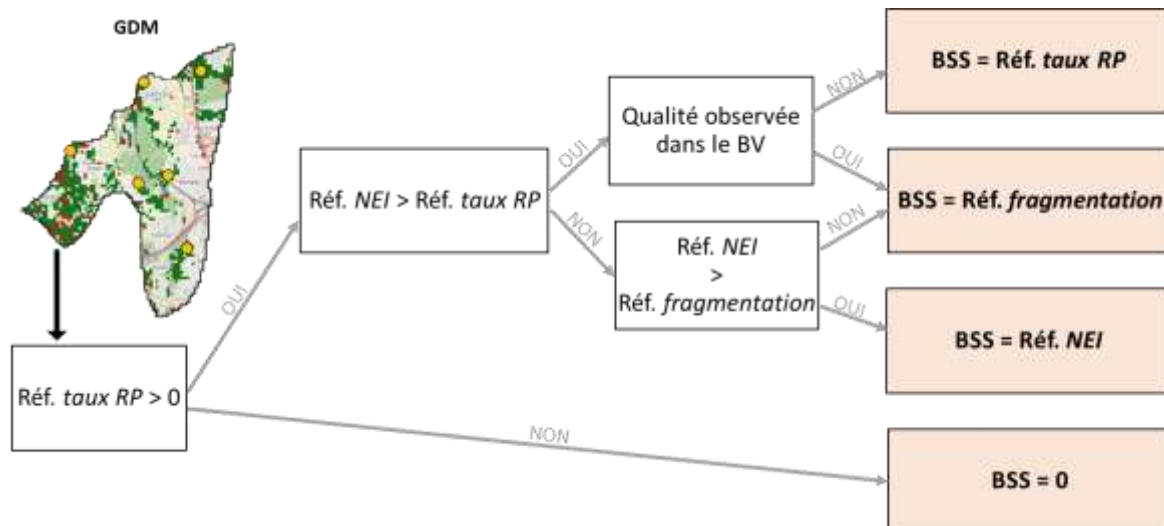 GDM
Réf. taux RP > 0
OUI
NON
Réf. NEI > Réf. taux RP
OUI
NON
Qualité observée
dans le BV
NON
OUI
Réf. NEI
>
Réf. fragmentation
NON
OUI
BSS = Réf. taux RP
BSS = Réf. fragmentation
BSS = Réf. NEI
BSS = 0